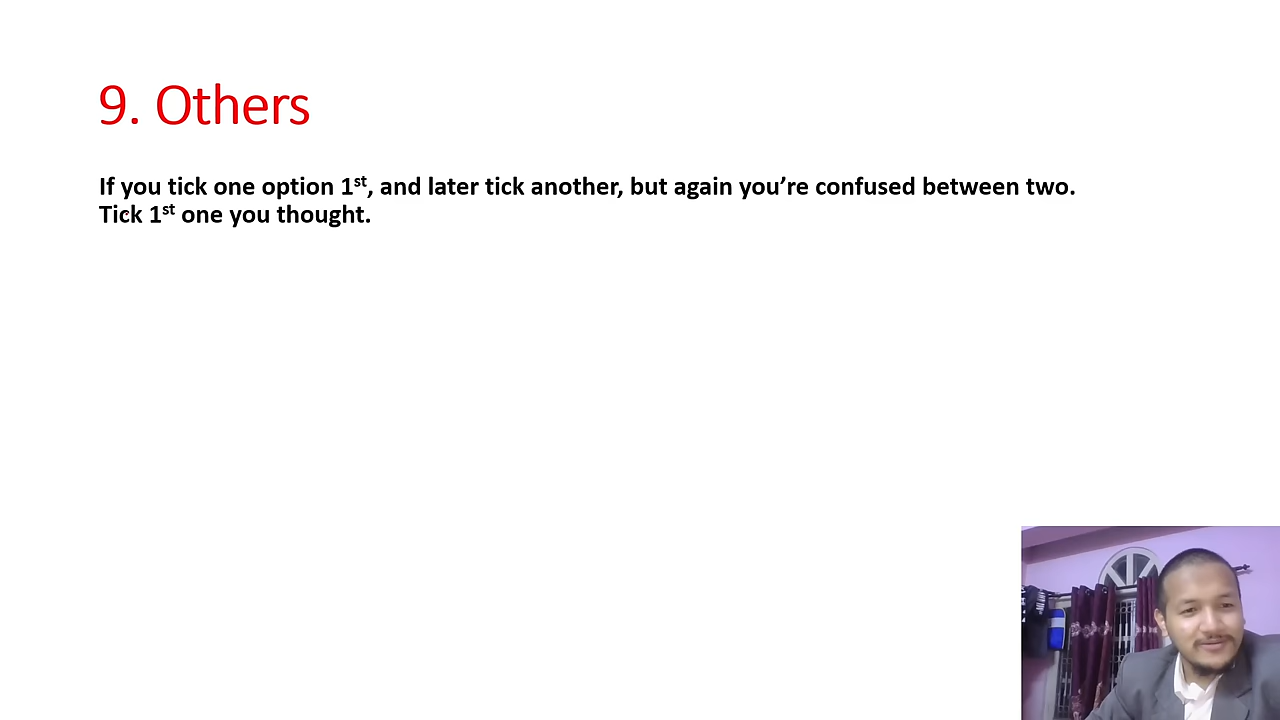 9. Others
If you tick one option 1st, and later tick another, but again you’re confused between two.
Tick 1st one you thought.